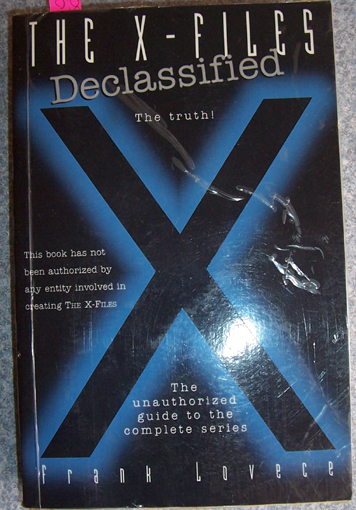 THE X-FILES
Declassified
The truth!
This book has not
been authorized by
any entity involved in
creating THE X-FILES
The
unauthorized
guide to the
complete series
Frank Lovece